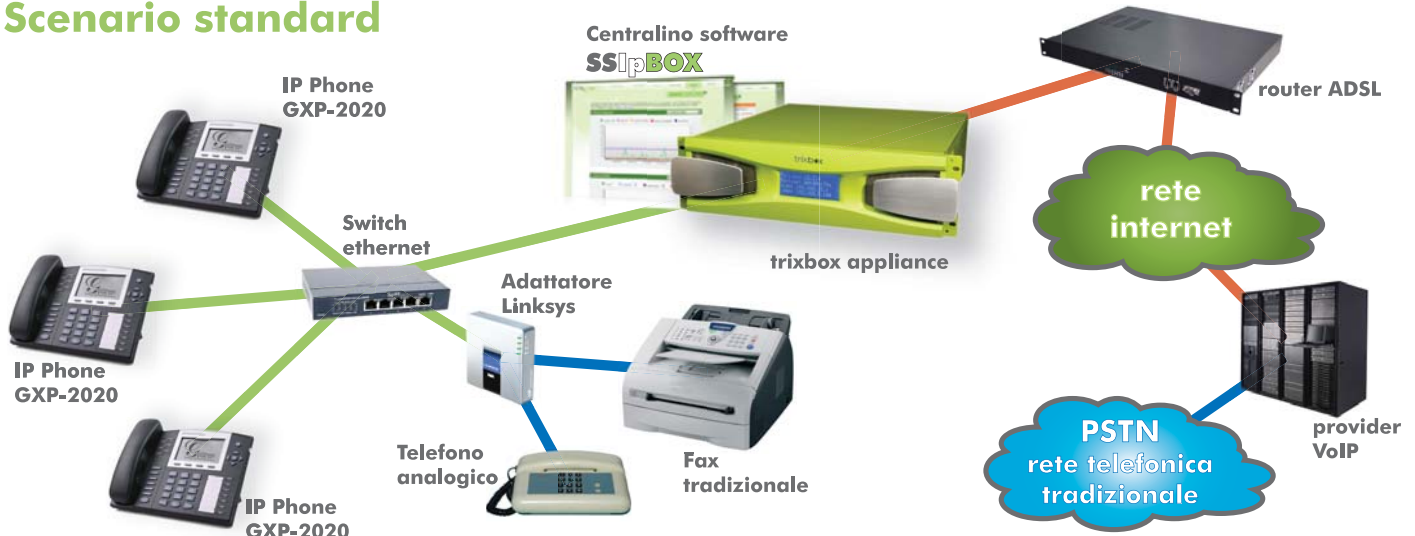 Scenario standard
IP Phone
GXP-2020
Centralino software
SSIpBOX
router ADSL
trixbox
rete
internet
Switch
ethernet
trixbox appliance
Adattatore
Linksys
IP Phone
GXP-2020
provider
VoIP
PSTN
rete telefonica
tradizionale
Telefono
analogico
Fax
tradizionale
IP Phone
GXP-2020